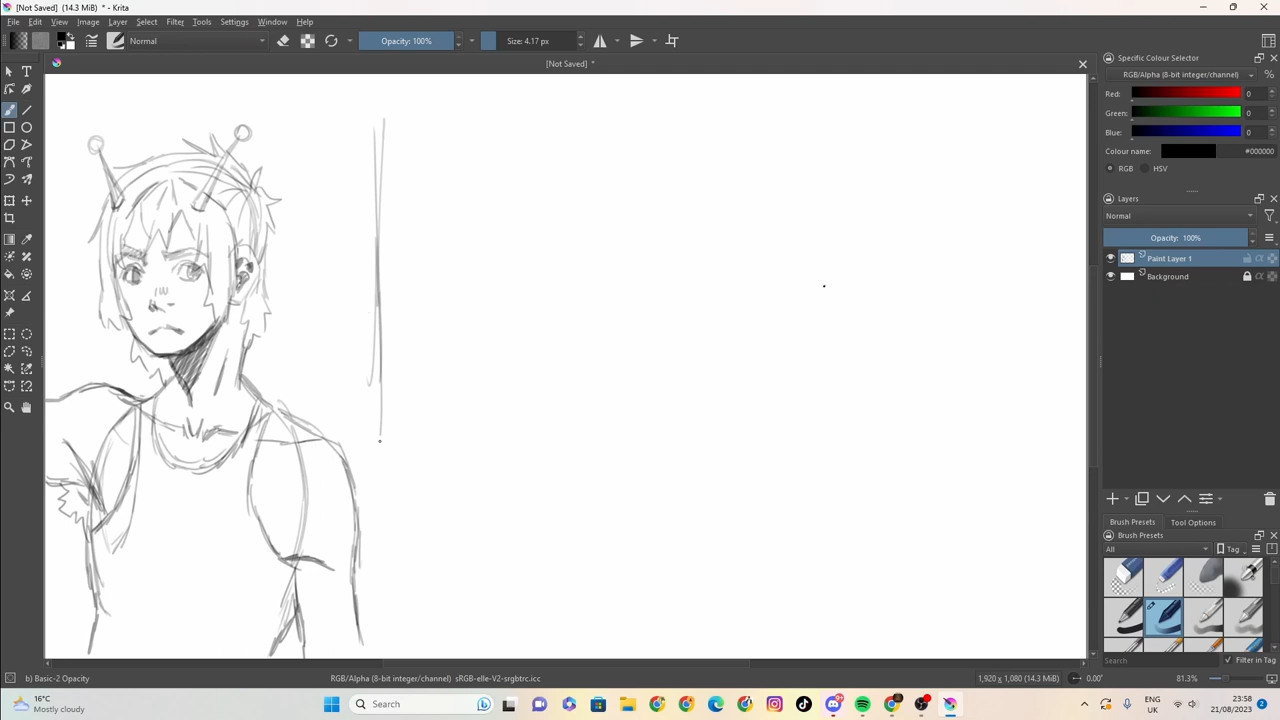 [Not Saved] (14.3 MiB) * - Krita
File Edit View Image Layer Select Filter Tools Settings Window Help
Normal Opacity: 100% Size: 4.17 px
[Not Saved] *
Specific Colour Selector
RGB/Alpha (8-bit integer/channel) %
Red: 0
Green: 0
Blue: 0
Colour name: #000000
RGB HSV
Layers
Normal
Opacity: 100%
Paint Layer 1
Background
Brush Presets Tool Options
Brush Presets
All Tag
Search Filter in Tag
b) Basic-2 Opacity RGB/Alpha (8-bit integer/channel) sRGB-elle-V2-srgbtrc.icc 1,920 x 1,080 (14.3 MiB) 0.00° 81.3%
16°C
Mostly cloudy
Search
ENG
UK
23:58
21/08/2023